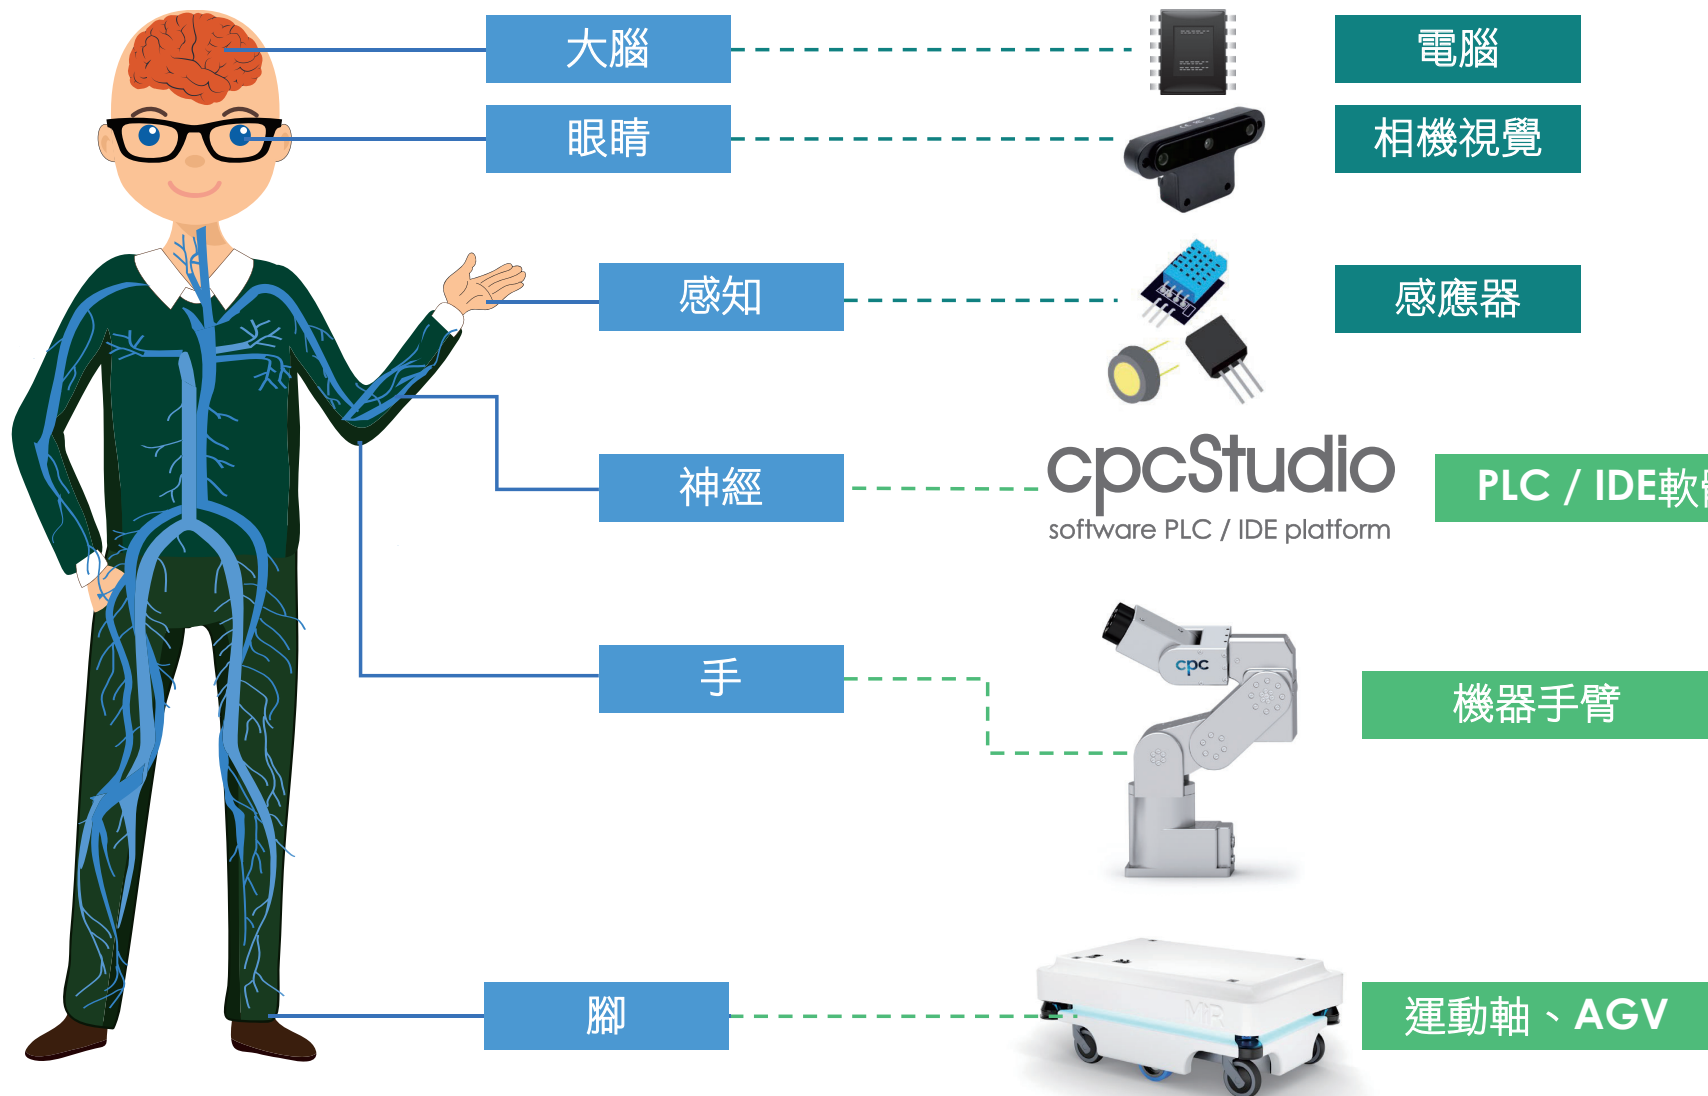 大腦
電腦
眼睛
相機視覺
感知
感應器
神經
cpcStudio
software PLC / IDE platform
PLC / IDE軟
手
cpc
機器手臂
腳
MiR
運動軸、AGV